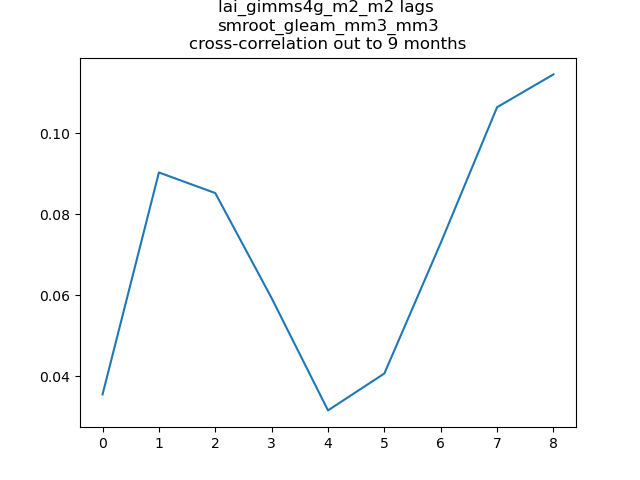 lai_gimms4g_m2_m2 lags
smroot_gleam_mm3_mm3
cross-correlation out to 9 months
0.10
0.08
0.06
0.04
0 1 2 3 4 5 6 7 8